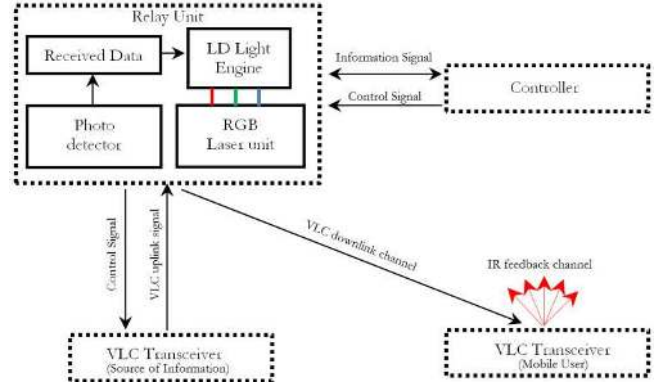 Relay Unit
Received Data
LD Light
Engine
Photo
detector
RGB
Laser unit
Information Signal
Control Signal
Controller
Control Signal
VLC uplink signal
VLC downlink channel
IR feedback channel
VLC Transceiver
(Source of Information)
VLC Transceiver
(Mobile User)